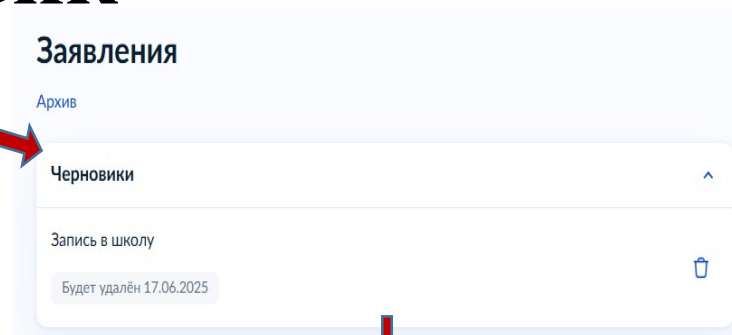 Заявления
Архив
Черновики
Запись в школу
Будет удалён 17.06.2025